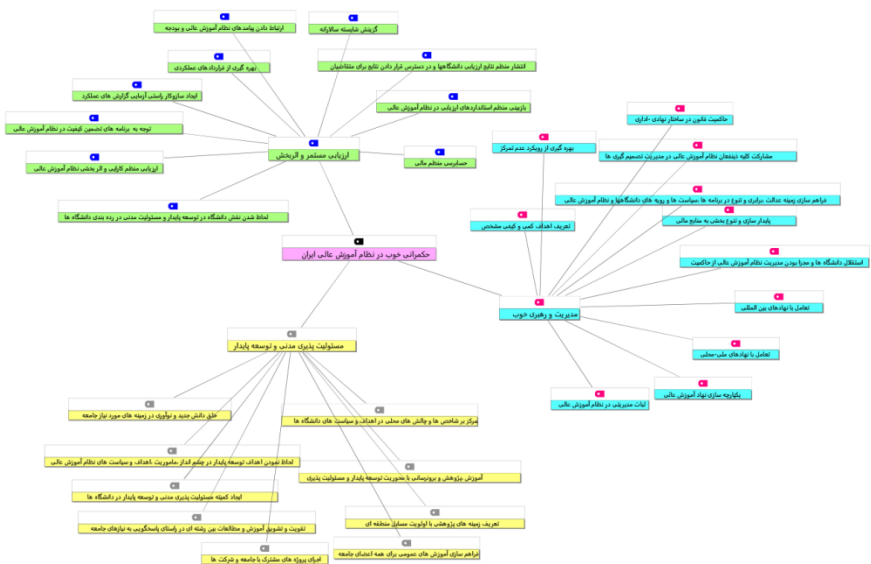 ارتباط دادن پیامدهای نظام آموزش عالی و بودجه
گزینش شایسته سالارانه
بهره گیری از قراردادهای عملکردی
انتشار منظم نتایج ارزیابی دانشگاهها و در دسترس قرار دادن نتایج برای متقاضیان
ایجاد سازوکار راستی آزمایی گزارش های عملکرد
بازبینی منظم استانداردهای ارزیابی در نظام آموزش عالی
توجه به برنامه های تضمین کیفیت در نظام آموزش عالی
ارزیابی مستمر و اثربخش
حسابرسی منظم مالی
ارزیابی منظم کارایی و اثر بخشی نظام آموزش عالی
لحاظ شدن نقش دانشگاه در توسعه پایدار و مسئولیت مدنی در رده بندی دانشگاه ها
حکمرانی خوب در نظام آموزش عالی ایران
حاکمیت قانون در ساختار نهادی -اداری
بهره گیری از رویکرد عدم تمرکز
مشارکت کلیه ذینفعان نظام آموزش عالی در مدیریت تصمیم گیری ها
فراهم سازی زمینه عدالت ،برابری و تنوع در برنامه ها ،سیاست ها و رویه های دانشگاهها و نظام آموزش عالی
تعریف اهداف کمی و کیفی مشخص
پایدار سازی و تنوع بخشی به منابع مالی
استقلال دانشگاه ها و مجزا بودن مدیریت نظام آموزش عالی از حاکمیت
مدیریت و رهبری خوب
تعامل با نهادهای بین المللی
تعامل با نهادهای ملی-محلی
یکپارچه سازی نهاد آموزش عالی
ثبات مدیریتی در نظام آموزش عالی
مسئولیت پذیری مدنی و توسعه پایدار
خلق دانش جدید و نوآوری در زمینه های مورد نیاز جامعه
تمرکز بر شاخص ها و چالش های محلی در اهداف و سیاست های دانشگاه ها
لحاظ نمودن اهداف توسعه پایدار در چشم انداز ،ماموریت ،اهداف و سیاست های نظام آموزش عالی
آموزش ،پژوهش و برونرسانی با محوریت توسعه پایدار و مسئولیت پذیری
ایجاد کمیته مسئولیت پذیری مدنی و توسعه پایدار در دانشگاه ها
تعریف زمینه های پژوهشی با اولویت مسایل منطقه ای
تقویت و تشویق آموزش و مطالعات بین رشته ای در راستای پاسخگویی به نیازهای جامعه
فراهم سازی آموزش های عمومی برای همه اعضای جامعه
اجرای پروژه های مشترک با جامعه و شرکت ها